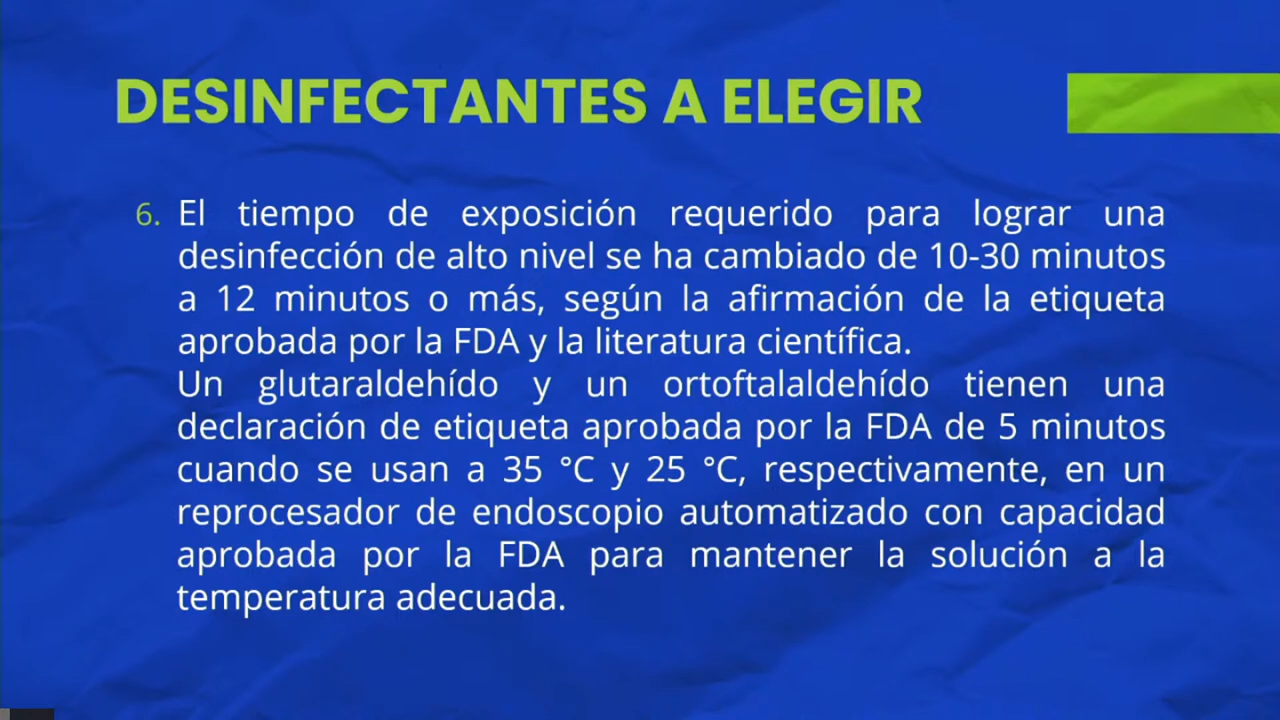 DESINFECTANTES A ELEGIR
6. El tiempo de exposición requerido para lograr una
desinfección de alto nivel se ha cambiado de 10-30 minutos
a 12 minutos o más, según la afirmación de la etiqueta
aprobada por la FDA y la literatura científica.
Un glutaraldehído y un ortoftalaldehído tienen una
declaración de etiqueta aprobada por la FDA de 5 minutos
cuando se usan a 35 °C y 25 °C, respectivamente, en un
reprocesador de endoscopio automatizado con capacidad
aprobada por la FDA para mantener la solución a la
temperatura adecuada.